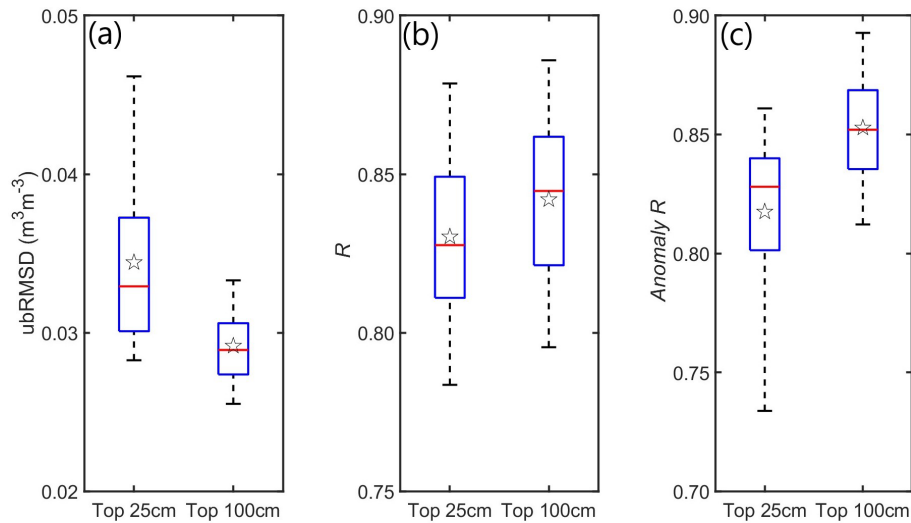 (a)
0.05
0.04
0.03
0.02
ubRMSD (m³m⁻³)
Top 25cm Top 100cm
(b)
0.90
0.85
0.80
0.75
R
Top 25cm Top 100cm
(c)
0.90
0.85
0.80
0.75
0.70
Anomaly R
Top 25cm Top 100cm